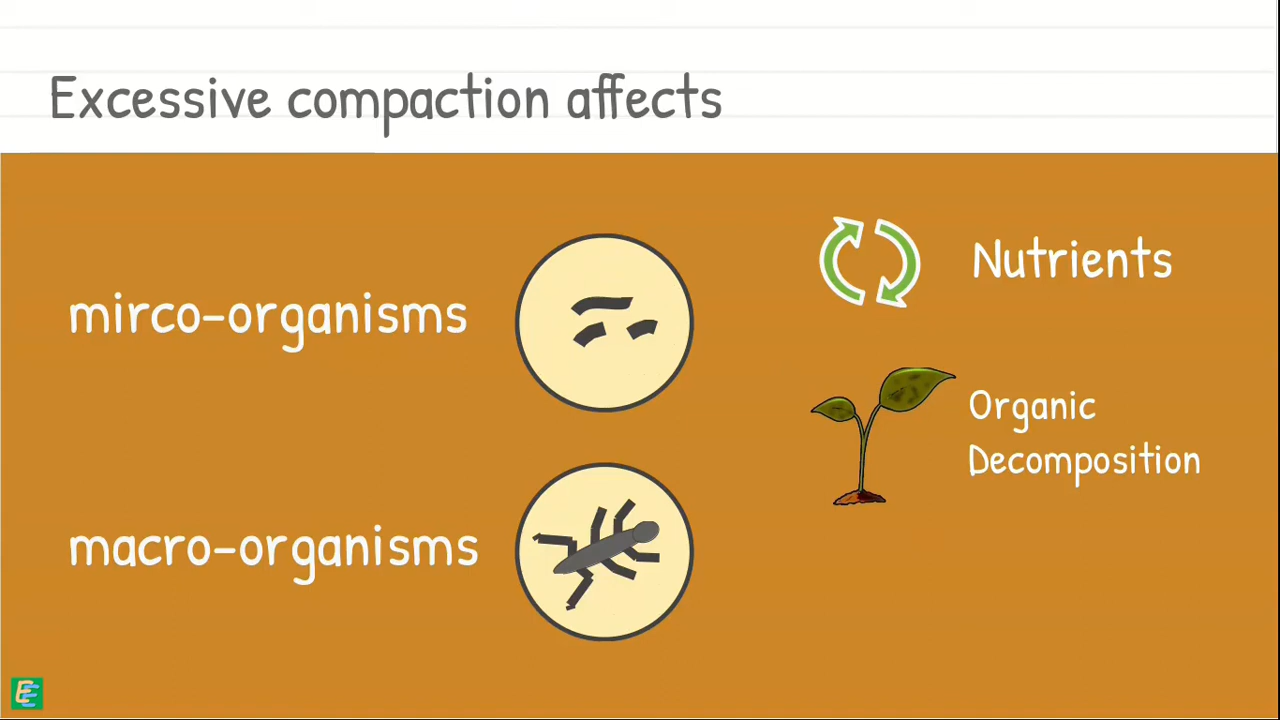 Excessive compaction affects
mirco-organisms
macro-organisms
Nutrients
Organic
Decomposition